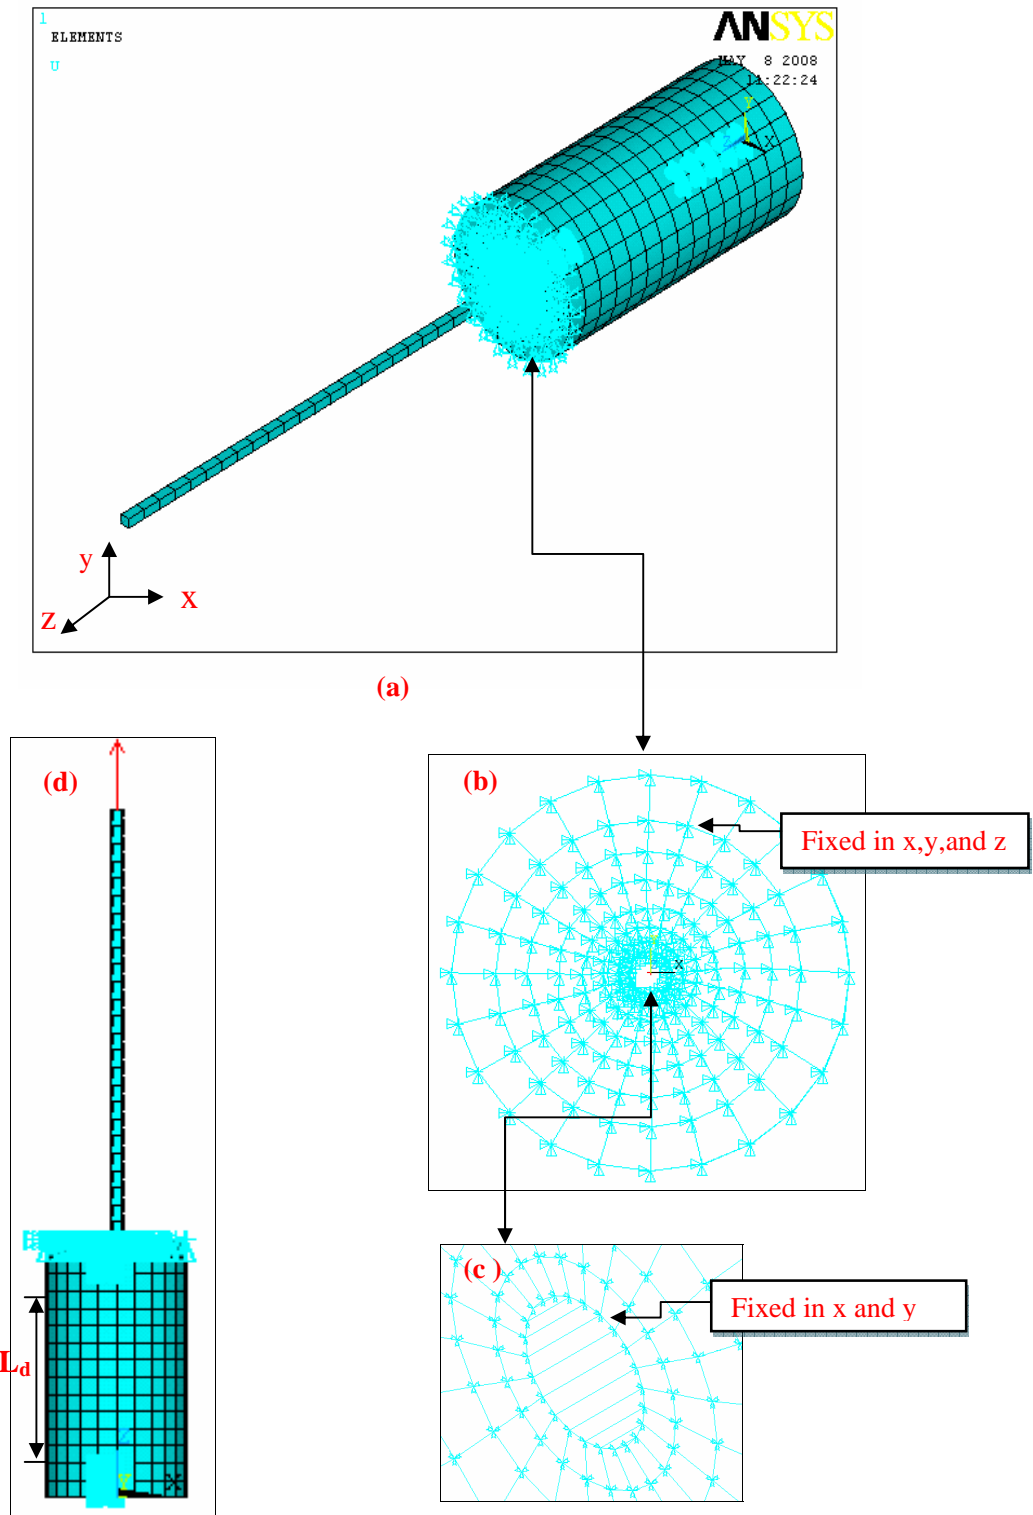 1
ELEMENTS
U
ANSYS
MAY 8 2008
11:22:24
Y
Z
X
y
x
z
(a)
(d)
(b)
Fixed in x,y,and z
X
(c )
Fixed in x and y
Ld
Z
Y
X